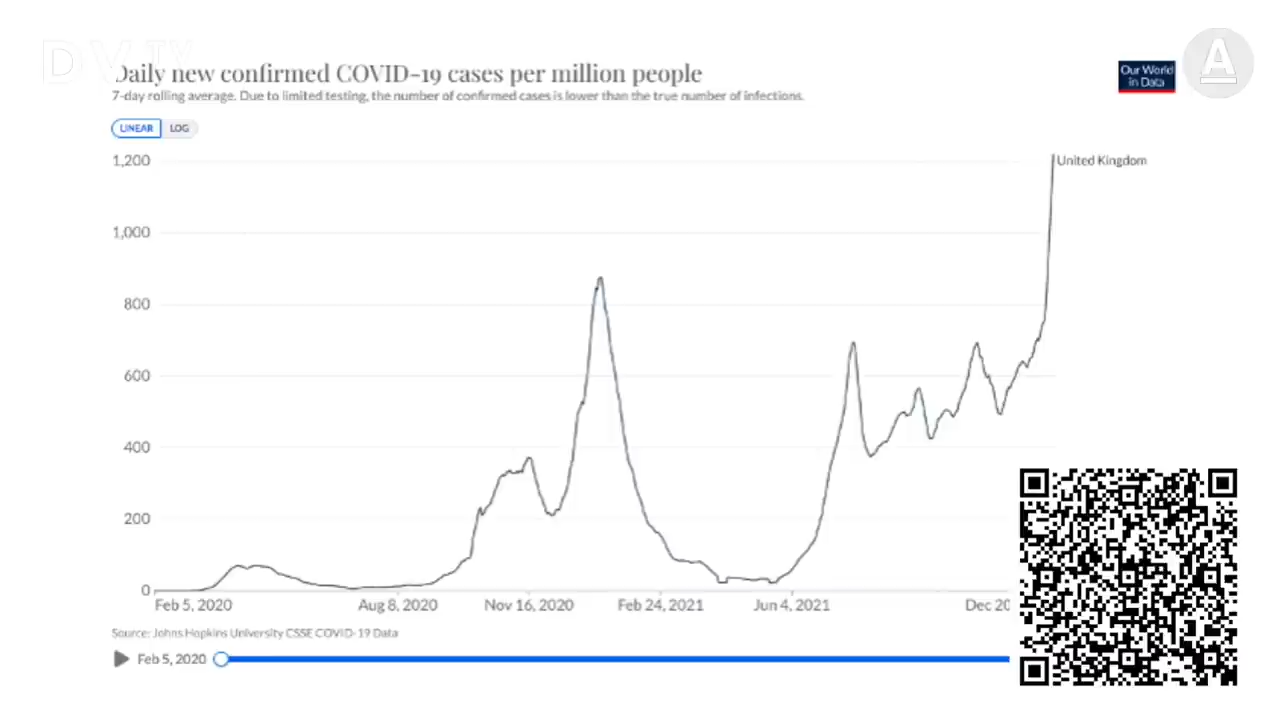 DVTV
Daily new confirmed COVID-19 cases per million people
Our World
in Data
7-day rolling average. Due to limited testing, the number of confirmed cases is lower than the true number of infections.
LINEAR LOG
1,200
United Kingdom
1,000
800
600
400
200
0
Feb 5, 2020 Aug 8, 2020 Nov 16, 2020 Feb 24, 2021 Jun 4, 2021 Dec 20
Source: Johns Hopkins University CSSE COVID-19 Data
Feb 5, 2020